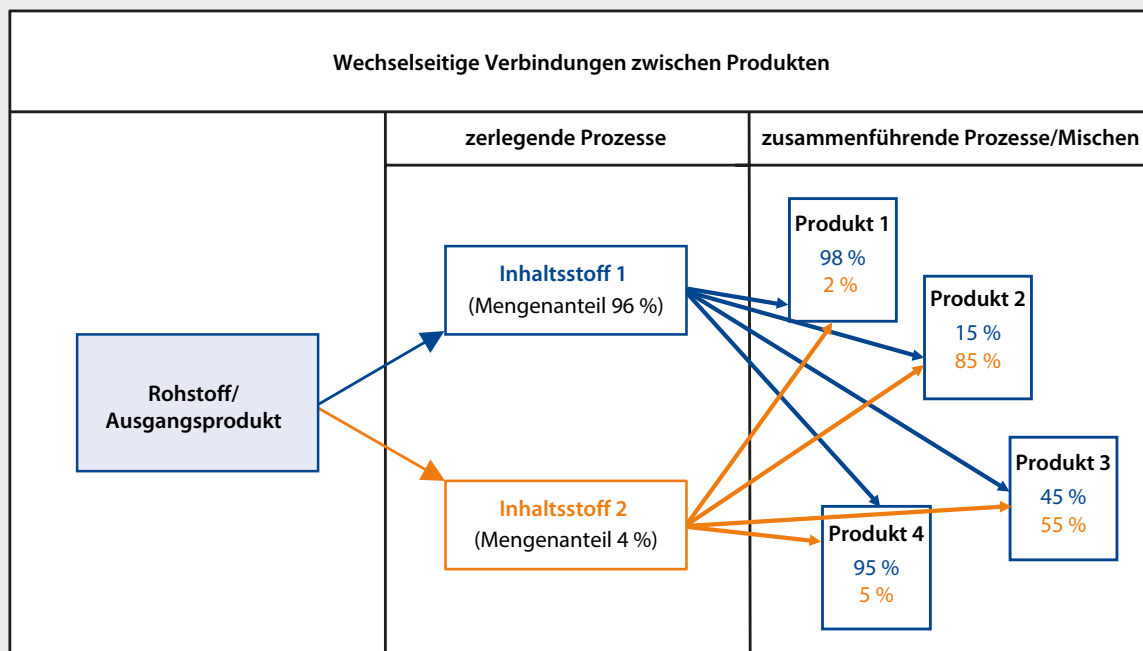 Wechselseitige Verbindungen zwischen Produkten
zerlegende Prozesse
zusammenführende Prozesse/Mischen
Rohstoff/
Ausgangsprodukt
Inhaltsstoff 1
(Mengenanteil 96 %)
Inhaltsstoff 2
(Mengenanteil 4 %)
Produkt 1
98 %
2 %
Produkt 2
15 %
85 %
Produkt 3
45 %
55 %
Produkt 4
95 %
5 %